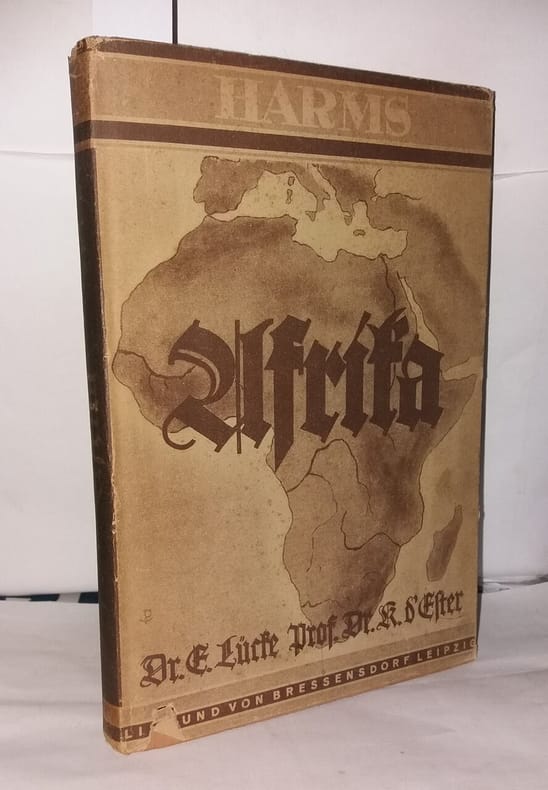 HARMS
Afrika
Dr. E. Lücke Prof. Dr. K. d'Ester
UND VON BRESSENSDORF LEIPZIG